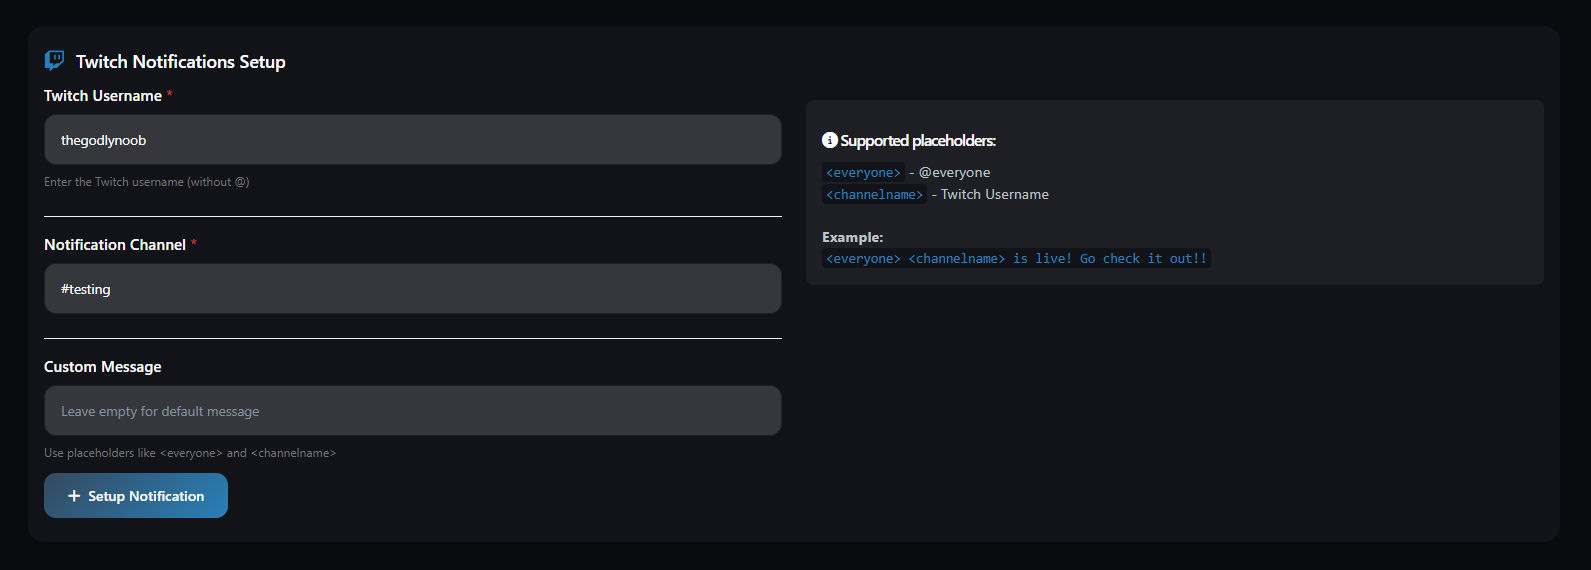 Twitch Notifications Setup
Twitch Username *
thegodlynoob
Enter the Twitch username (without @)
Notification Channel *
#testing
Custom Message
Leave empty for default message
Use placeholders like <everyone> and <channelname>
+ Setup Notification
Supported placeholders:
<everyone> - @everyone
<channelname> - Twitch Username
Example:
<everyone> <channelname> is live! Go check it out!!